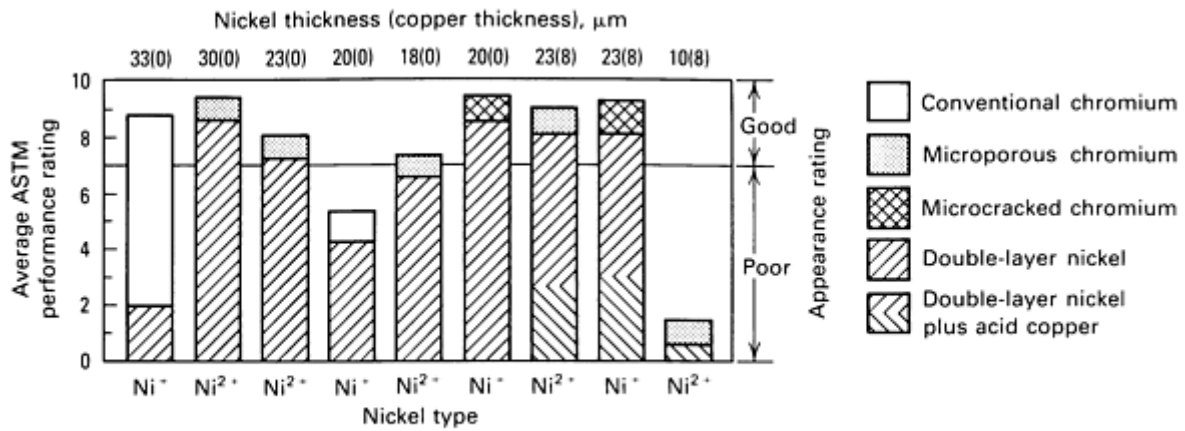 Nickel thickness (copper thickness), μm
33(0) 30(0) 23(0) 20(0) 18(0) 20(0) 23(8) 23(8) 10(8)
10
8
6
4
2
0
Average ASTM
performance rating
Good
Poor
Appearance rating
Ni⁺ Ni²⁺ Ni²⁺ Ni⁺ Ni²⁺ Ni⁺ Ni²⁺ Ni⁺ Ni²⁺
Nickel type
Conventional chromium
Microporous chromium
Microcracked chromium
Double-layer nickel
Double-layer nickel
plus acid copper